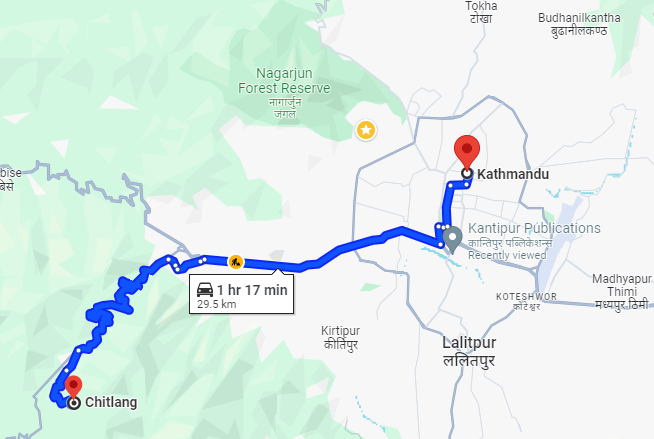 Tokha
टोखा
Budhanilkantha
बुढानीलकण्ठ
Nagarjun
Forest Reserve
नागार्जुन
जंगल
Kathmandu
bise
बिसे
Kantipur Publications
कान्तिपुर पब्लिकेशन्स
Recently viewed
Madhyapur
Thimi
मध्यपुर ठिमी
1 hr 17 min
29.5 km
KOTESHWOR
कोटेश्वर
Kirtipur
कीर्तिपुर
Lalitpur
ललितपुर
Chitlang